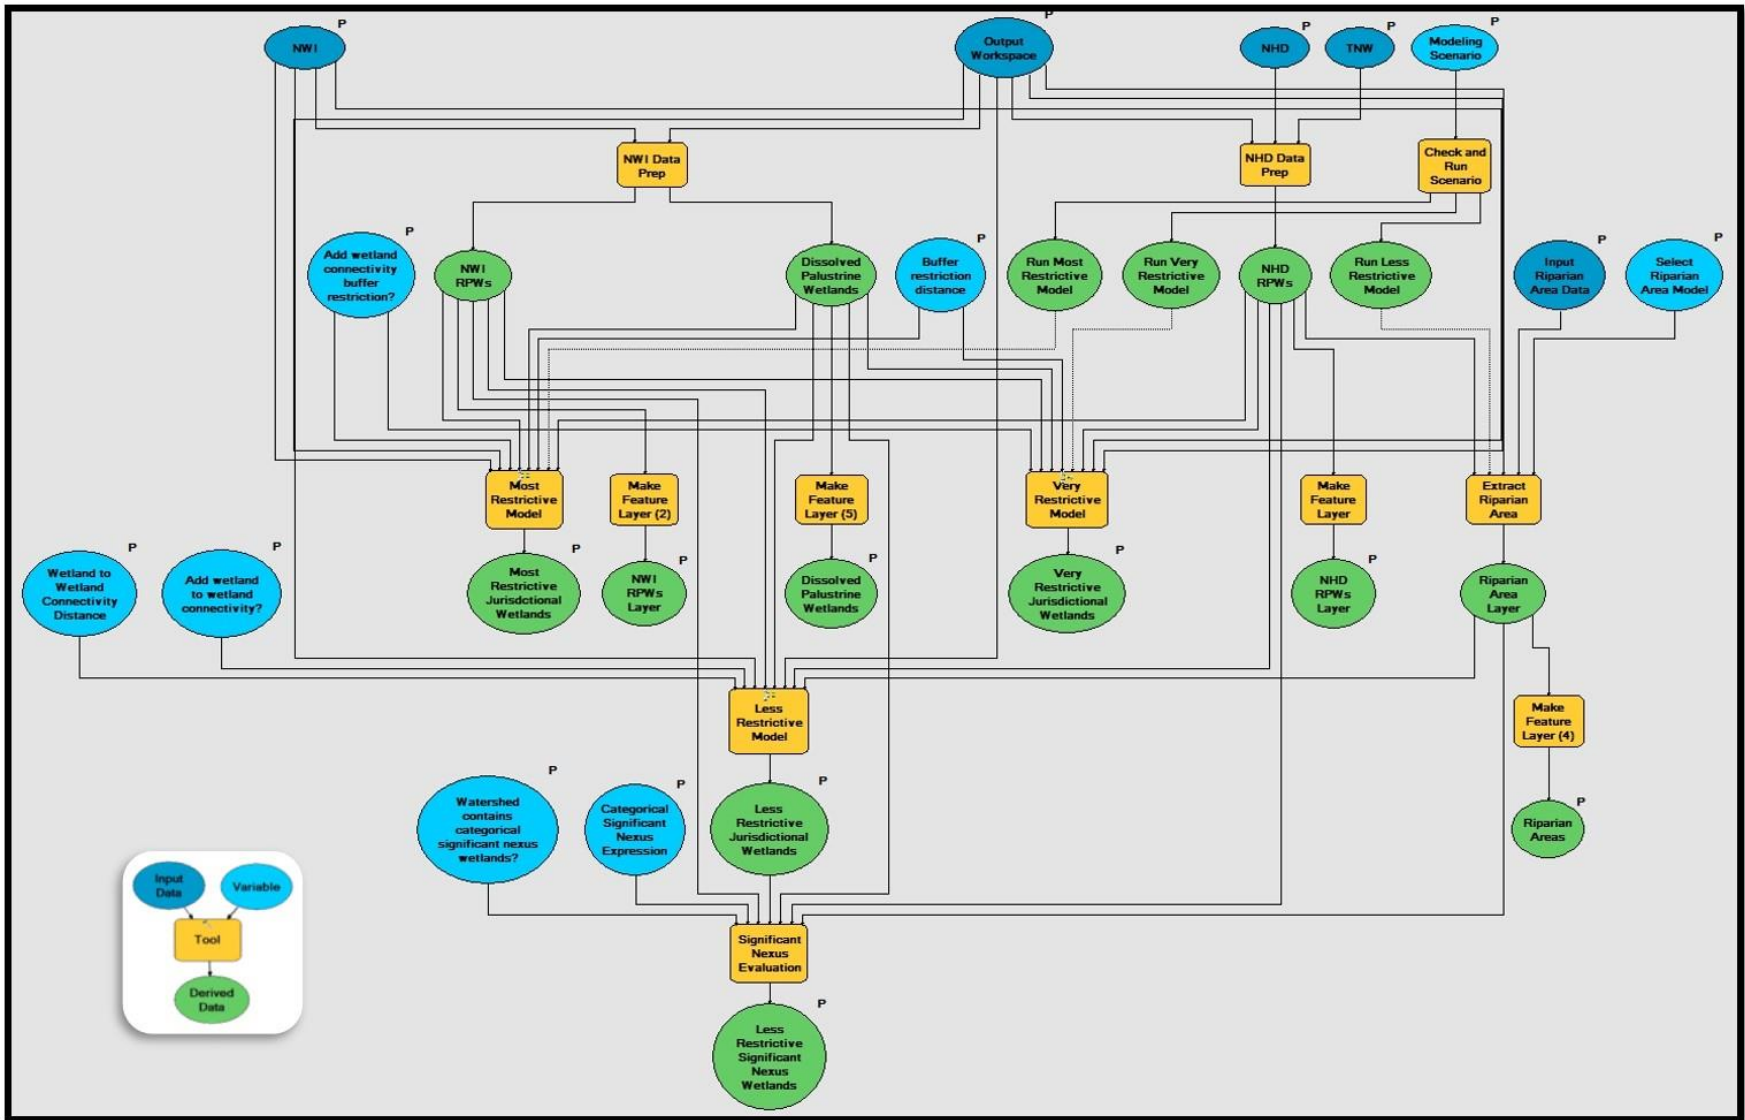 P
NWI
P
Output
Workspace
P
NHD
P
TNW
P
Modeling
Scenario
NWI Data
Prep
NHD Data
Prep
Check and
Run
Scenario
P
Add wetland
connectivity
buffer
restriction?
NWI
RPWs
Dissolved
Palustrine
Wetlands
P
Buffer
restriction
distance
Run Most
Restrictive
Model
Run Very
Restrictive
Model
NHD
RPWs
Run Less
Restrictive
Model
P
Input
Riparian
Area Data
P
Select
Riparian
Area Model
Most
Restrictive
Model
Make
Feature
Layer (2)
Make
Feature
Layer (5)
Very
Restrictive
Model
Make
Feature
Layer
Extract
Riparian
Area
P
Wetland to
Wetland
Connectivity
Distance
P
Add wetland
to wetland
connectivity?
P
Most
Restrictive
Jurisdctional
Wetlands
P
NWI
RPWs
Layer
P
Dissolved
Palustrine
Wetlands
P
Very
Restrictive
Jurisdctional
Wetlands
P
NHD
RPWs
Layer
Riparian
Area
Layer
Less
Restrictive
Model
Make
Feature
Layer (4)
P
Watershed
contains
categorical
significant nexus
wetlands?
P
Categorical
Significant
Nexus
Expression
P
Less
Restrictive
Jurisdictional
Wetlands
P
Riparian
Areas
Input
Data
Variable
Tool
Derived
Data
Significant
Nexus
Evaluation
P
Less
Restrictive
Significant
Nexus
Wetlands